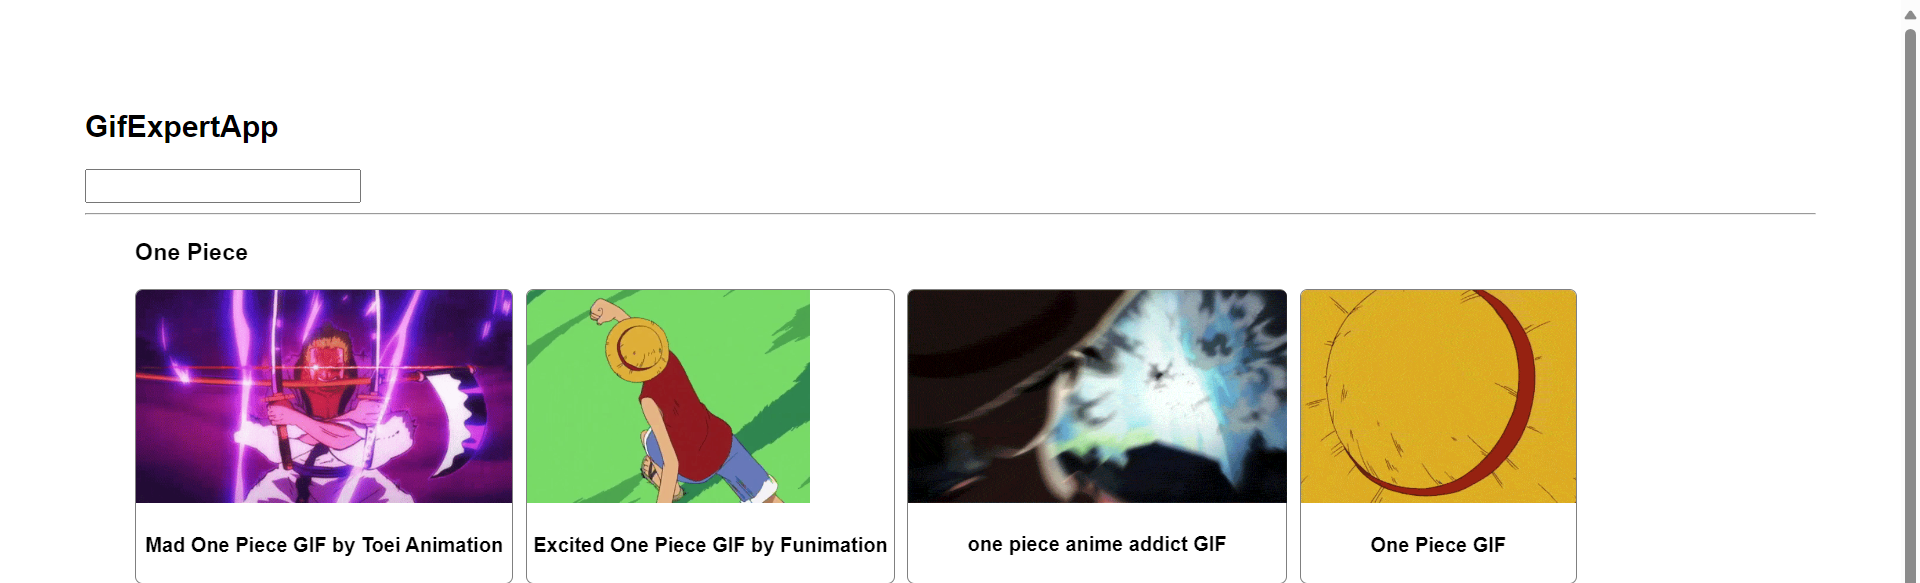 GifExpertApp
One Piece
Mad One Piece GIF by Toei Animation
Excited One Piece GIF by Funimation
one piece anime addict GIF
One Piece GIF